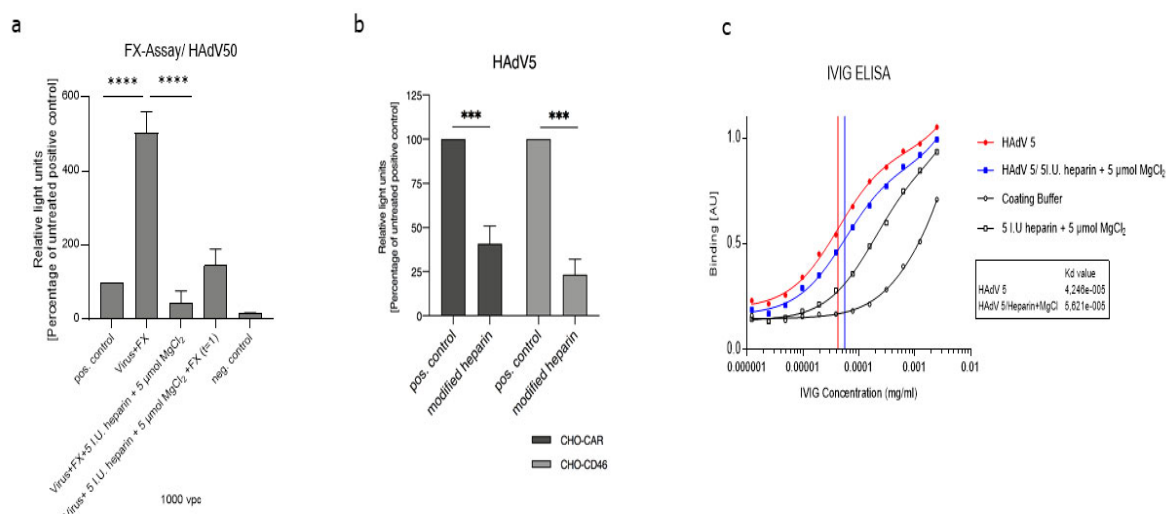 a
FX-Assay/ HAdV50
Relative light units
[Percentage of untreated positive control]
600
400
200
0
****
****
pos. control
Virus+FX
Virus+FX+5 I.U. heparin + 5 µmol MgCl2
Virus+ 5 I.U. heparin + 5 µmol MgCl2 +FX (t=1)
neg. control
1000 vpc
b
HAdV5
Relative light units
[Percentage of untreated positive control]
125
100
75
50
25
0
***
***
pos. control
modified heparin
pos. control
modified heparin
CHO-CAR
CHO-CD46
c
IVIG ELISA
Binding [AU]
1.0
0.5
0.0
0.000001
0.00001
0.0001
0.001
0.01
IVIG Concentration (mg/ml)
HAdV 5
HAdV 5/ 5I.U. heparin + 5 µmol MgCl2
Coating Buffer
5 I.U heparin + 5 µmol MgCl2
Kd value
HAdV 5 4,246e-005
HAdV 5/Heparin+MgCl 5,621e-005